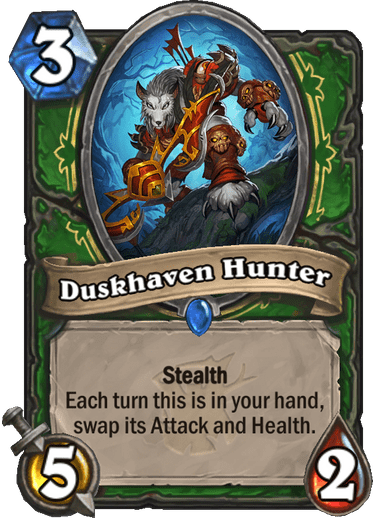 3
Duskhaven Hunter
Stealth
Each turn this is in your hand,
swap its Attack and Health.
5
2